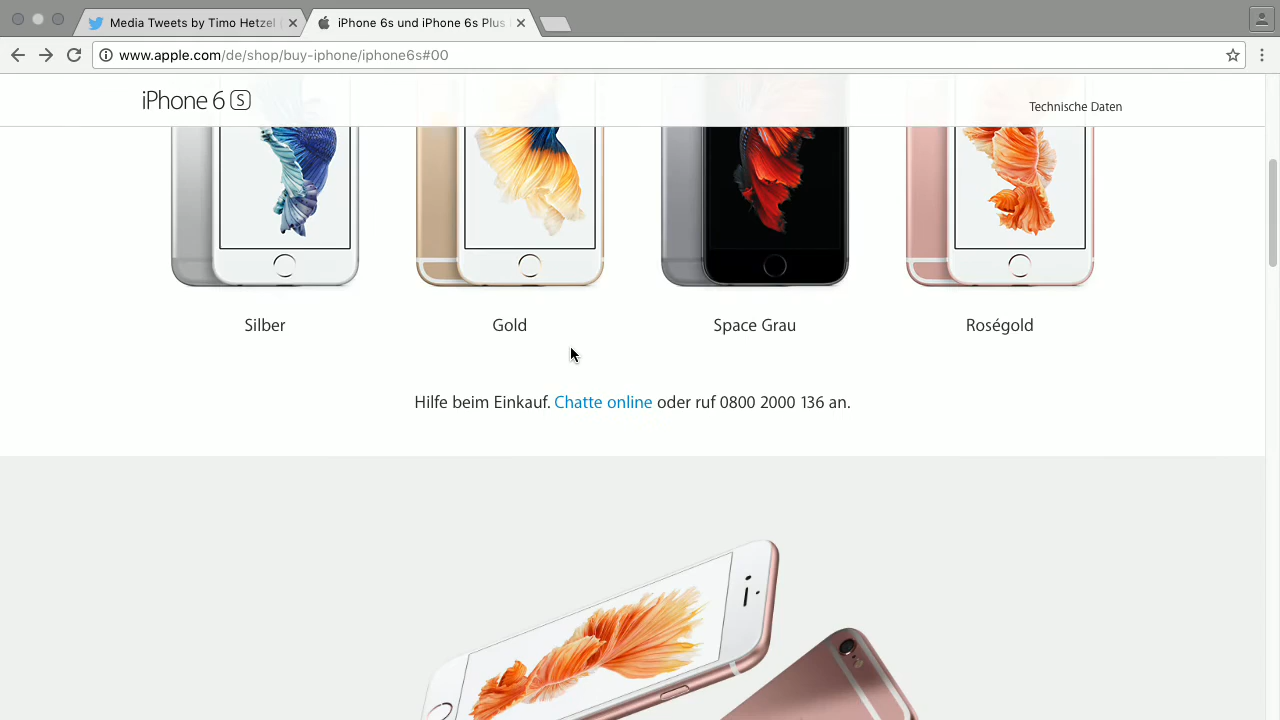 Media Tweets by Timo Hetzel
iPhone 6s und iPhone 6s Plus
www.apple.com/de/shop/buy-iphone/iphone6s#00
iPhone 6 S
Technische Daten
Silber
Gold
Space Grau
Roségold
Hilfe beim Einkauf. Chatte online oder ruf 0800 2000 136 an.